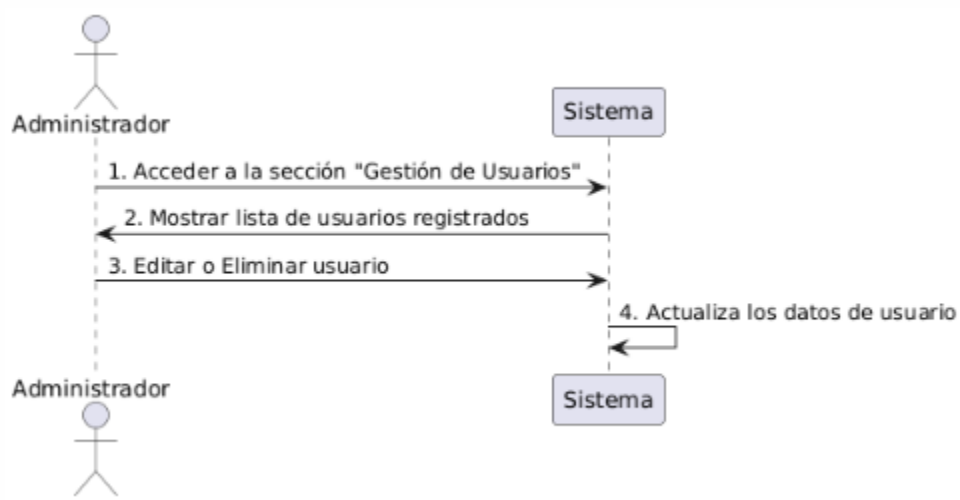 Administrador
Sistema
1. Acceder a la sección "Gestión de Usuarios"
2. Mostrar lista de usuarios registrados
3. Editar o Eliminar usuario
4. Actualiza los datos de usuario
Administrador
Sistema